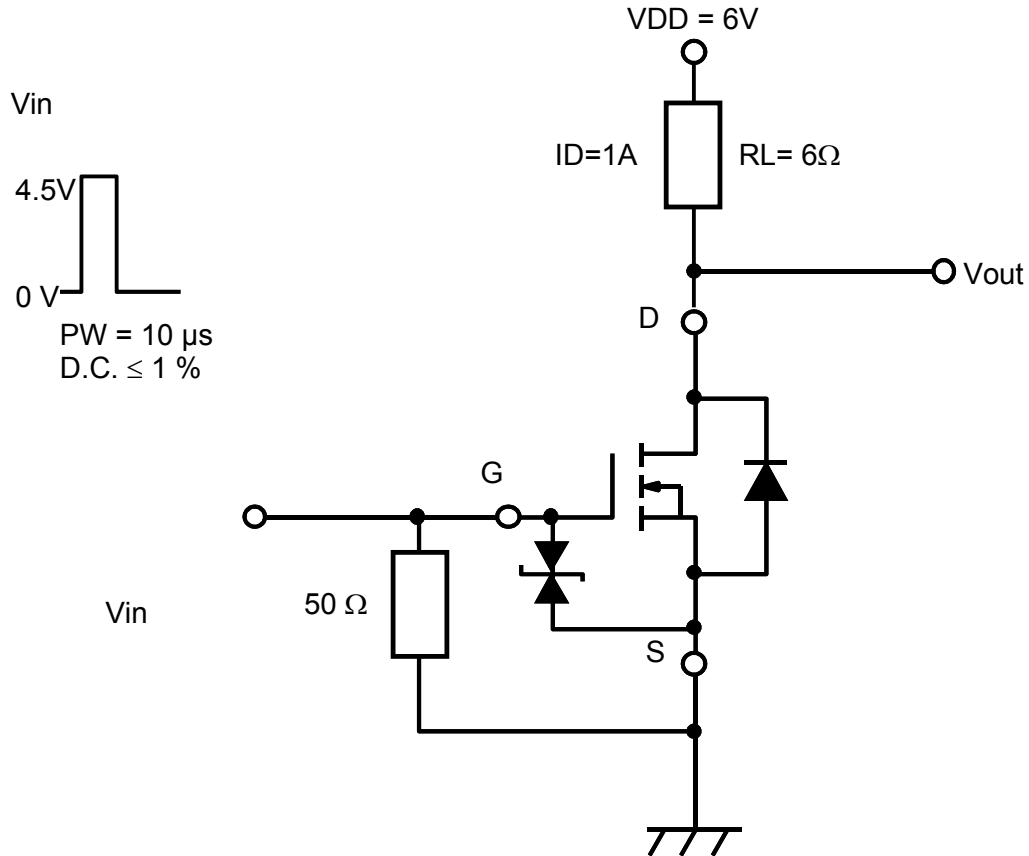 VDD = 6V
Vin
ID=1A
RL= 6Ω
4.5V
0 V
Vout
PW = 10 µs
D.C. ≤ 1 %
D
G
50 Ω
Vin
S